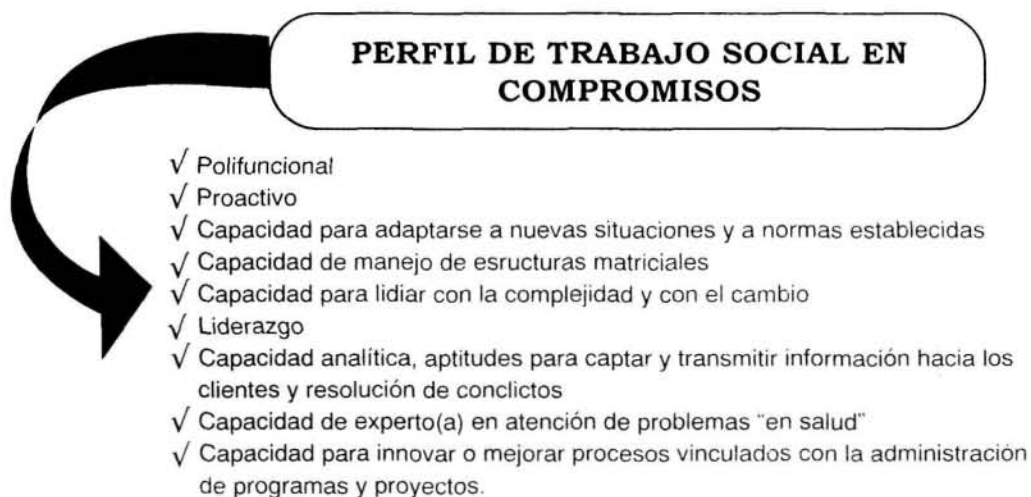 PERFIL DE TRABAJO SOCIAL EN
COMPROMISOS
√ Polifuncional
√ Proactivo
√ Capacidad para adaptarse a nuevas situaciones y a normas establecidas
√ Capacidad de manejo de esructuras matriciales
√ Capacidad para lidiar con la complejidad y con el cambio
√ Liderazgo
√ Capacidad analítica, aptitudes para captar y transmitir información hacia los
clientes y resolución de conclictos
√ Capacidad de experto(a) en atención de problemas "en salud"
√ Capacidad para innovar o mejorar procesos vinculados con la administración
de programas y proyectos.